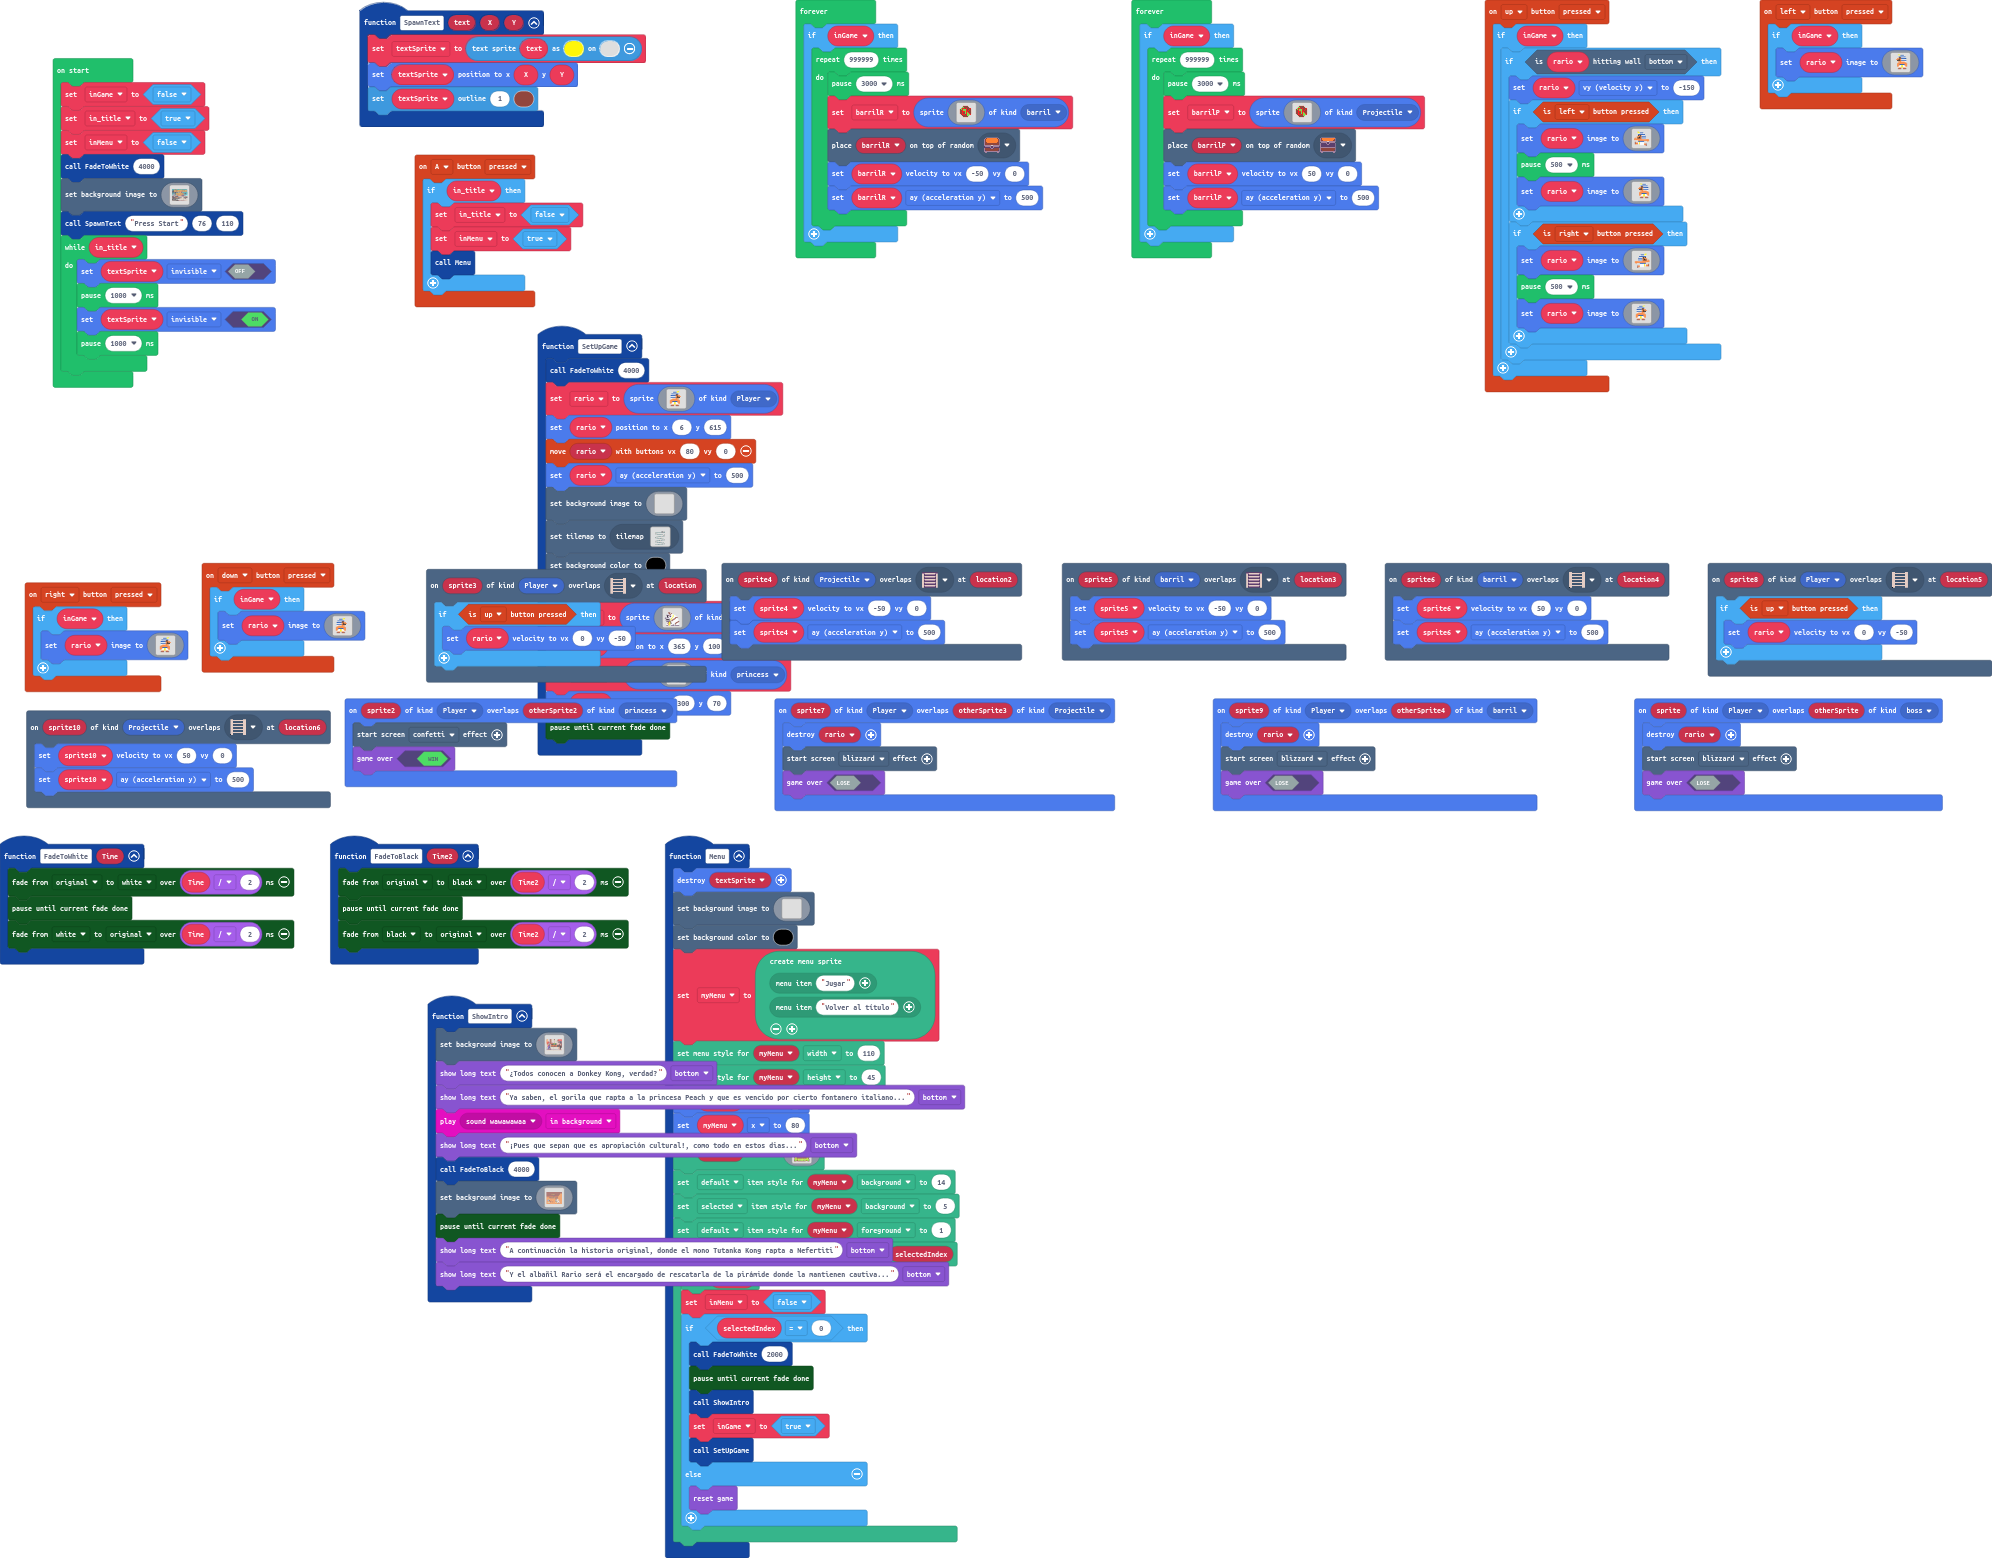 function SpawnText text X Y
set textSprite to text sprite text as on
set textSprite position to x X y Y
set textSprite outline 1
on start
set inGame to false
set in_title to true
set inMenu to false
call FadeToWhite 4000
set background image to
call SpawnText "Press Start" 76 110
while in_title
do set textSprite invisible OFF
pause 1000 ms
set textSprite invisible ON
pause 1000 ms
on A button pressed
if in_title then
set in_title to false
set inMenu to true
call Menu
forever
if inGame then
repeat 999999 times
do pause 3000 ms
set barrilR to sprite of kind barril
place barrilR on top of random
set barrilR velocity to vx -50 vy 0
set barrilR ay (acceleration y) to 500
forever
if inGame then
repeat 999999 times
do pause 3000 ms
set barrilP to sprite of kind Projectile
place barrilP on top of random
set barrilP velocity to vx 50 vy 0
set barrilP ay (acceleration y) to 500
on up button pressed
if inGame then
if is rario hitting wall bottom then
set rario vy (velocity y) to -150
if is left button pressed then
set rario image to
pause 500 ms
set rario image to
if is right button pressed then
set rario image to
pause 500 ms
set rario image to
on left button pressed
if inGame then
set rario image to
function SetUpGame
call FadeToWhite 4000
set rario to sprite of kind Player
set rario position to x 6 y 615
move rario with buttons vx 80 vy 0
set rario ay (acceleration y) to 500
set background image to
set tilemap to tilemap
set background color to
to sprite of kind
on to x 365 y 100
kind princess
300 y 70
pause until current fade done
on right button pressed
if inGame then
set rario image to
on down button pressed
if inGame then
set rario image to
on sprite3 of kind Player overlaps at location
if is up button pressed then
set rario velocity to vx 0 vy -50
on sprite4 of kind Projectile overlaps at location2
set sprite4 velocity to vx -50 vy 0
set sprite4 ay (acceleration y) to 500
on sprite5 of kind barril overlaps at location3
set sprite5 velocity to vx -50 vy 0
set sprite5 ay (acceleration y) to 500
on sprite6 of kind barril overlaps at location4
set sprite6 velocity to vx 50 vy 0
set sprite6 ay (acceleration y) to 500
on sprite8 of kind Player overlaps at location5
if is up button pressed then
set rario velocity to vx 0 vy -50
on sprite10 of kind Projectile overlaps at location6
set sprite10 velocity to vx 50 vy 0
set sprite10 ay (acceleration y) to 500
on sprite2 of kind Player overlaps otherSprite2 of kind princess
start screen confetti effect
game over WIN
on sprite7 of kind Player overlaps otherSprite3 of kind Projectile
destroy rario
start screen blizzard effect
game over LOSE
on sprite9 of kind Player overlaps otherSprite4 of kind barril
destroy rario
start screen blizzard effect
game over LOSE
on sprite of kind Player overlaps otherSprite of kind boss
destroy rario
start screen blizzard effect
game over LOSE
function FadeToWhite Time
fade from original to white over Time / 2 ms
pause until current fade done
fade from white to original over Time / 2 ms
function FadeToBlack Time2
fade from original to black over Time2 / 2 ms
pause until current fade done
fade from black to original over Time2 / 2 ms
function Menu
destroy textSprite
set background image to
set background color to
set myMenu to create menu sprite
menu item "Jugar"
menu item "Volver al titulo"
set menu style for myMenu width to 110
style for myMenu height to 45
set myMenu x to 80
set default item style for myMenu background to 14
set selected item style for myMenu background to 5
set default item style for myMenu foreground to 1
selectedIndex
set inMenu to false
if selectedIndex = 0 then
call FadeToWhite 2000
pause until current fade done
call ShowIntro
set inGame to true
call SetUpGame
else
reset game
function ShowIntro
set background image to
show long text "¿Todos conocen a Donkey Kong, verdad?" bottom
show long text "Ya saben, el gorila que rapta a la princesa Peach y que es vencido por cierto fontanero italiano..." bottom
play sound wawawawaa in background
show long text "¡Pues que sepan que es apropiación cultural!, como todo en estos días..." bottom
call FadeToBlack 4000
set background image to
pause until current fade done
show long text "A continuación la historia original, donde el mono Tutanka Kong rapta a Nefertiti" bottom
show long text "Y el albañil Rario será el encargado de rescatarla de la pirámide donde la mantienen cautiva..." bottom